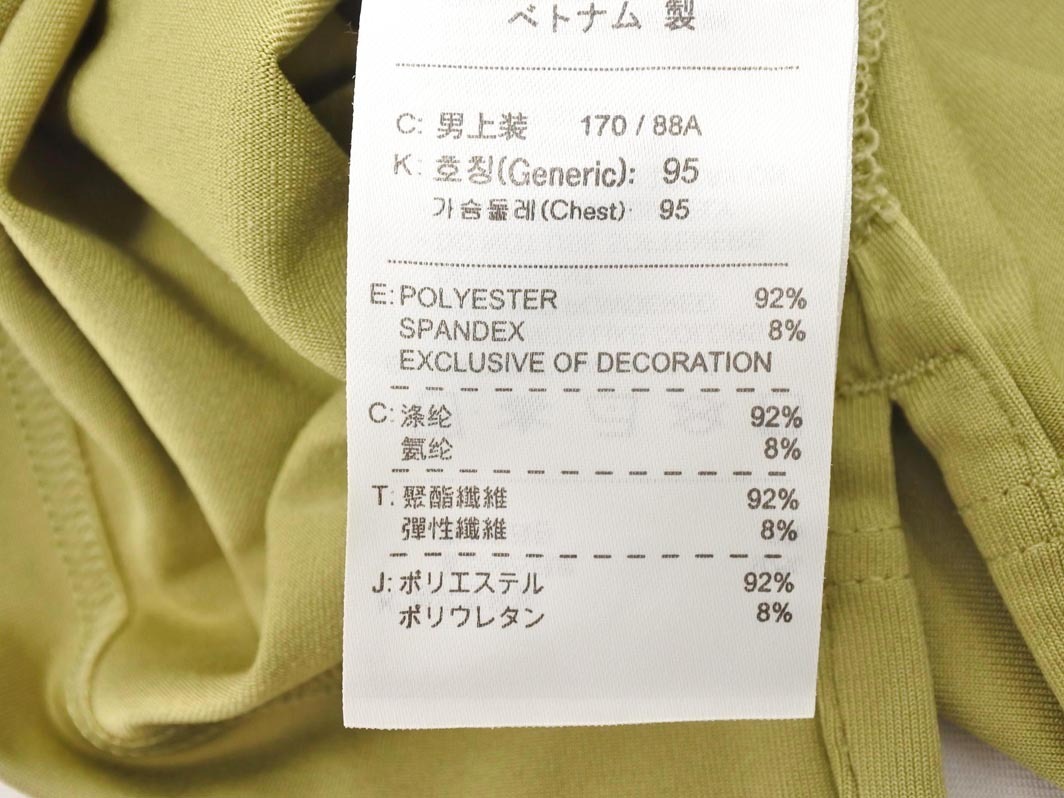 ベトナム 製
C: 男上装 170 / 88A
K: 호칭(Generic): 95
가슴둘레(Chest): 95
E: POLYESTER 92%
SPANDEX 8%
EXCLUSIVE OF DECORATION
C: 涤纶 92%
氨纶 8%
T: 聚酯纖維 92%
彈性纖維 8%
J: ポリエステル 92%
ポリウレタン 8%